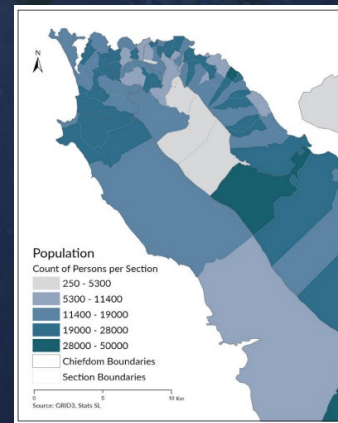 N
Population
Count of Persons per Section
250 - 5300
5300 - 11400
11400 - 19000
19000 - 28000
28000 - 50000
Chiefdom Boundaries
Section Boundaries
0 5 10 Km
Source: GRID3, Stats SL